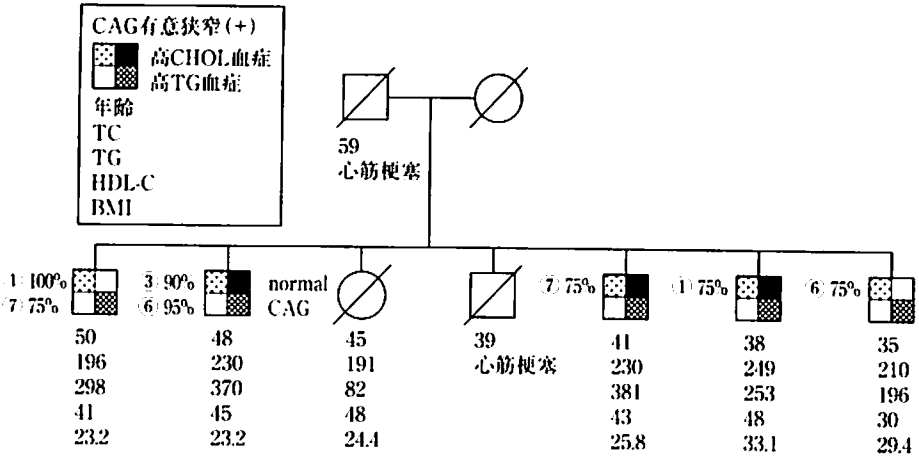 CAG有意狭窄(+)
高CHOL血症
高TG血症
年齢
TC
TG
HDL-C
BMI
59
心筋梗塞
① 100%
⑦ 75%
③ 90%
⑥ 95%
normal
CAG
⑦ 75%
① 75%
⑥ 75%
50 48 45 39 41 38 35
196 230 191 心筋梗塞 230 249 210
298 370 82 381 253 196
41 45 48 43 48 30
23.2 23.2 24.4 25.8 33.1 29.4